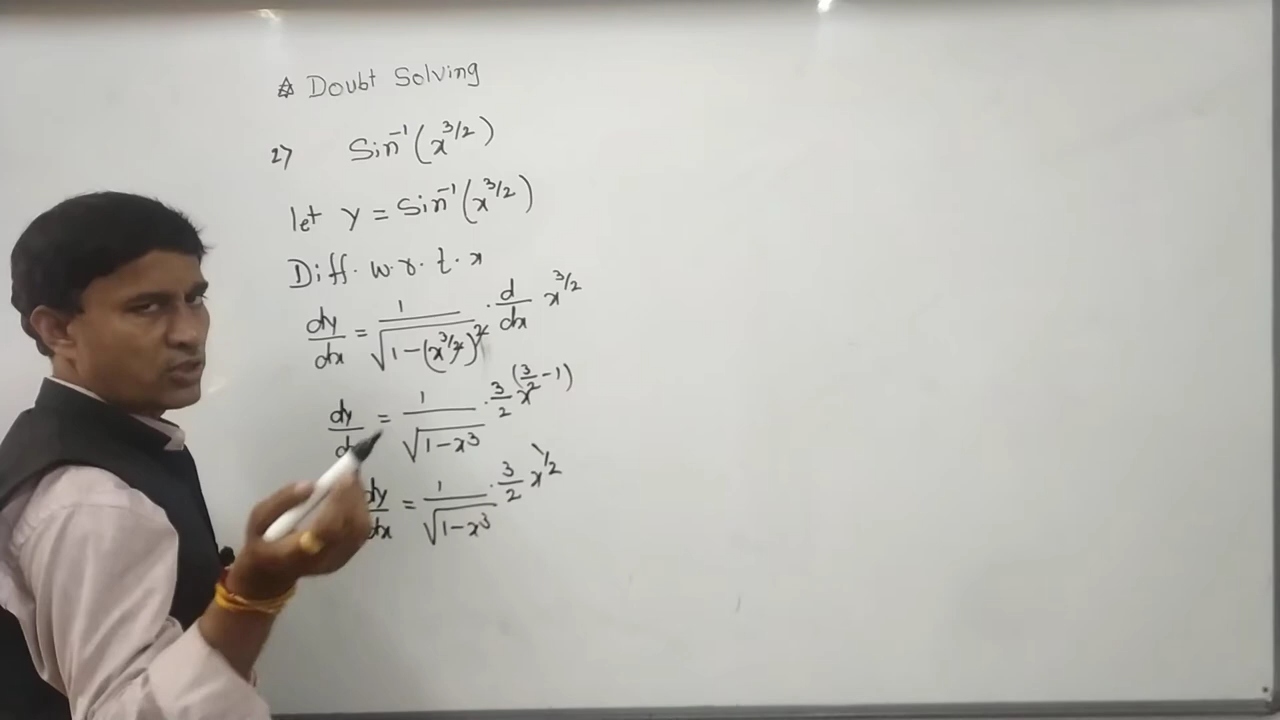 ☆ Doubt Solving
2) Sin⁻¹(x^3/2)
let y = Sin⁻¹(x^3/2)
Diff. w.r.t. x
dy/dx = 1/√(1-(x^3/2)^2) · d/dx x^3/2
dy/d = 1/√(1-x³) · 3/2 x^(3/2 -1)
dy/dx = 1/√(1-x³) · 3/2 x^1/2